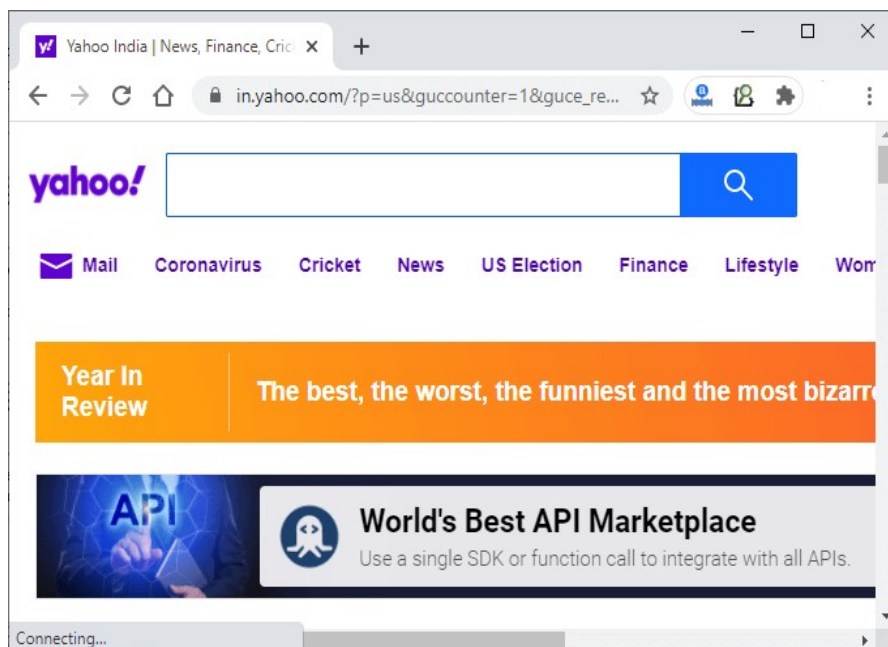 Yahoo India | News, Finance, Cric
in.yahoo.com/?p=us&guccounter=1&guce_re...
yahoo!
Mail Coronavirus Cricket News US Election Finance Lifestyle Wom
Year In
Review
The best, the worst, the funniest and the most bizarre
API
World's Best API Marketplace
Use a single SDK or function call to integrate with all APIs.
Connecting...